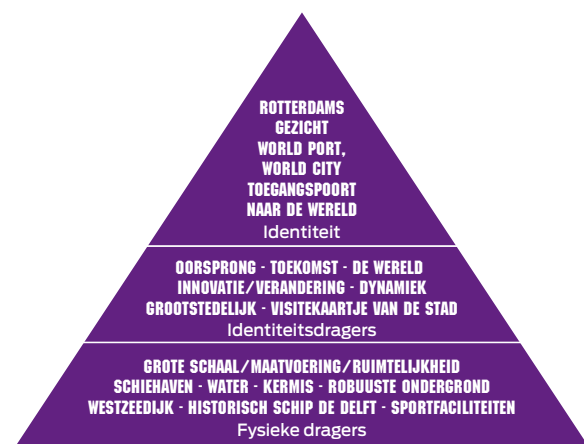 ROTTERDAMS
GEZICHT
WORLD PORT,
WORLD CITY
TOEGANGSPOORT
NAAR DE WERELD
Identiteit
OORSPRONG - TOEKOMST - DE WERELD
INNOVATIE/VERANDERING - DYNAMIEK
GROOTSTEDELIJK - VISITEKAARTJE VAN DE STAD
Identiteitsdragers
GROTE SCHAAL/MAATVOERING/RUIMTELIJKHEID
SCHIEHAVEN - WATER - KERMIS - ROBUUSTE ONDERGROND
WESTZEEDIJK - HISTORISCH SCHIP DE DELFT - SPORTFACILITEITEN
Fysieke dragers